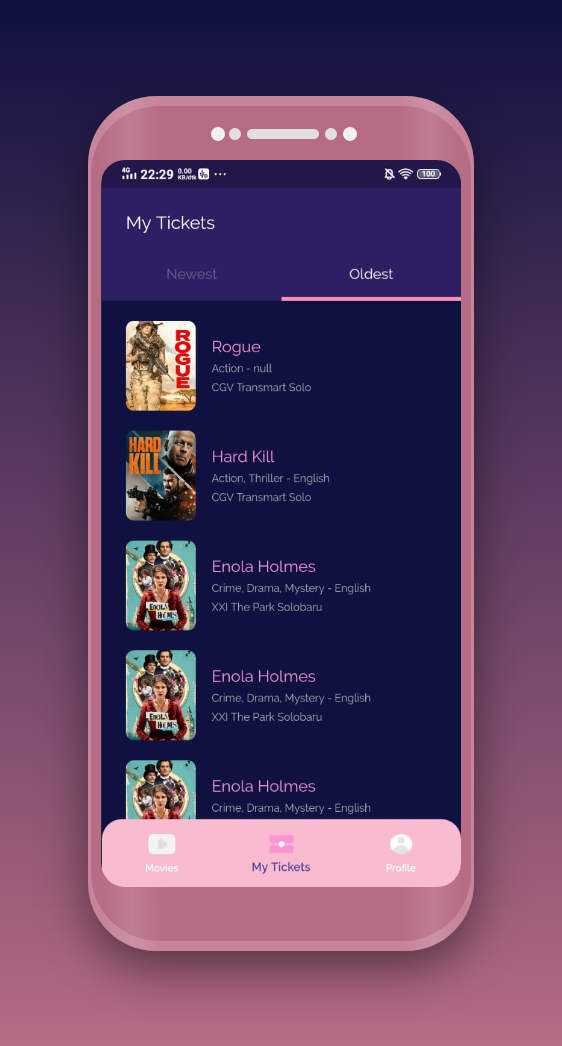 4G 22:29 0.00 KB/s ...
100
My Tickets
Newest Oldest
ROGUE
Rogue
Action - null
CGV Transmart Solo
HARD KILL
Hard Kill
Action, Thriller - English
CGV Transmart Solo
ENOLA HOLMES
Enola Holmes
Crime, Drama, Mystery - English
XXI The Park Solobaru
ENOLA HOLMES
Enola Holmes
Crime, Drama, Mystery - English
XXI The Park Solobaru
Enola Holmes
Crime, Drama, Mystery - English
Movies My Tickets Profile